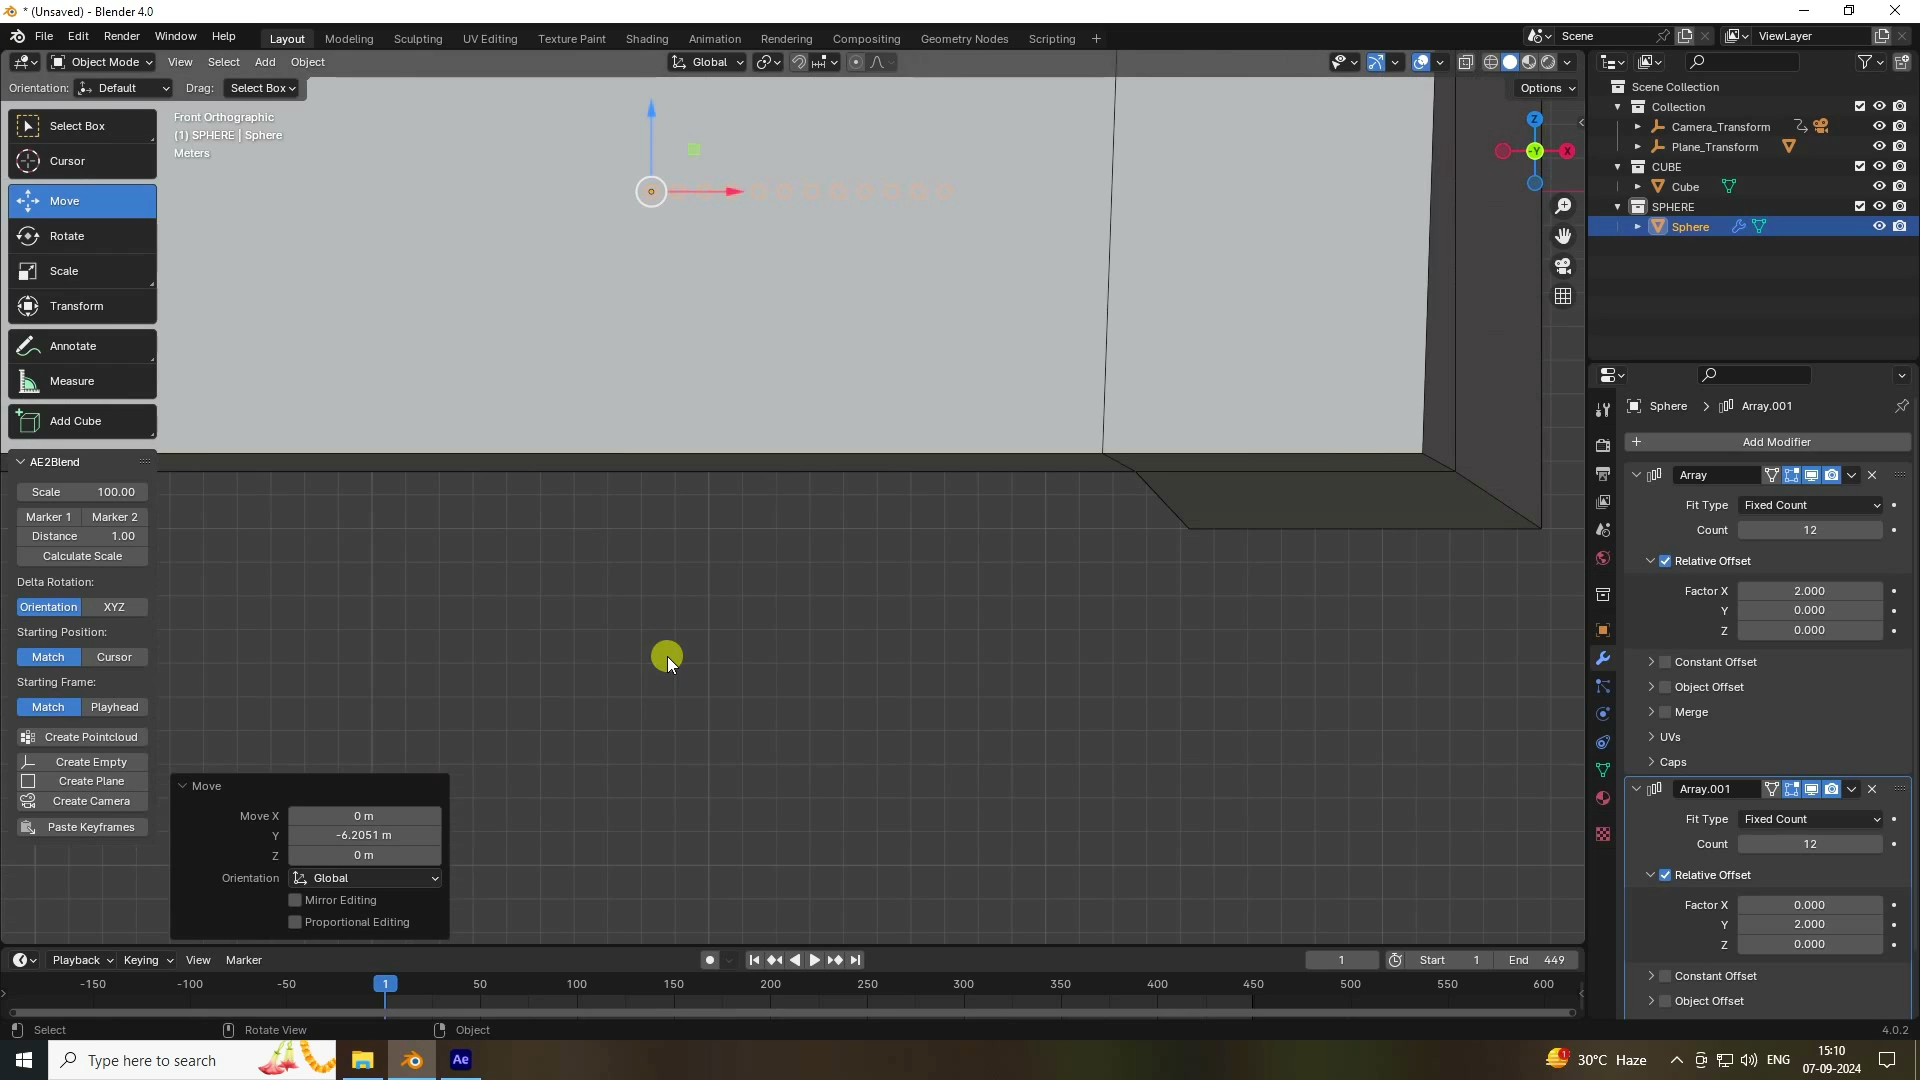 * (Unsaved) - Blender 4.0
File Edit Render Window Help
Layout Modeling Sculpting UV Editing Texture Paint Shading Animation Rendering Compositing Geometry Nodes Scripting +
Scene
ViewLayer
Object Mode View Select Add Object
Global
Orientation: Default Drag: Select Box
Options
Select Box
Cursor
Move
Rotate
Scale
Transform
Annotate
Measure
Add Cube
Front Orthographic
(1) SPHERE | Sphere
Meters
Z
-Y
X
AE2Blend
Scale 100.00
Marker 1 Marker 2
Distance 1.00
Calculate Scale
Delta Rotation:
Orientation XYZ
Starting Position:
Match Cursor
Starting Frame:
Match Playhead
Create Pointcloud
Create Empty
Create Plane
Create Camera
Paste Keyframes
Move
Move X 0 m
Y -6.2051 m
Z 0 m
Orientation Global
Mirror Editing
Proportional Editing
Scene Collection
Collection
Camera_Transform
Plane_Transform
CUBE
Cube
SPHERE
Sphere
Sphere > Array.001
+ Add Modifier
Array
Fit Type Fixed Count
Count 12
Relative Offset
Factor X 2.000
Y 0.000
Z 0.000
Constant Offset
Object Offset
Merge
UVs
Caps
Array.001
Fit Type Fixed Count
Count 12
Relative Offset
Factor X 0.000
Y 2.000
Z 0.000
Constant Offset
Object Offset
Playback Keying View Marker
1 Start 1 End 449
-150 -100 -50 1 50 100 150 200 250 300 350 400 450 500 550 600
Select Rotate View Object
4.0.2
Type here to search
Ae
1
30°C Haze
ENG
15:10
07-09-2024